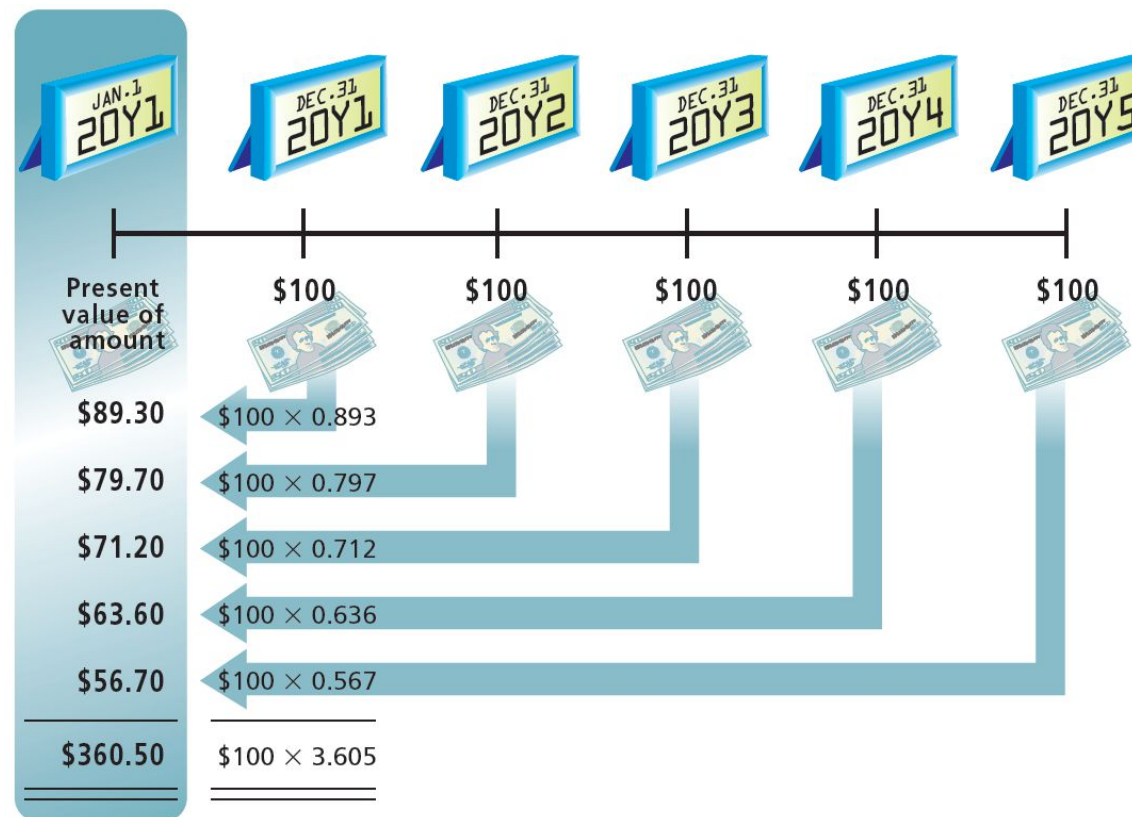 JAN.1
20Y1
DEC.31
20Y1
DEC.31
20Y2
DEC.31
20Y3
DEC.31
20Y4
DEC.31
20Y5
Present
value of
amount
$100
$100
$100
$100
$100
$89.30
$100 × 0.893
$79.70
$100 × 0.797
$71.20
$100 × 0.712
$63.60
$100 × 0.636
$56.70
$100 × 0.567
$360.50
$100 × 3.605